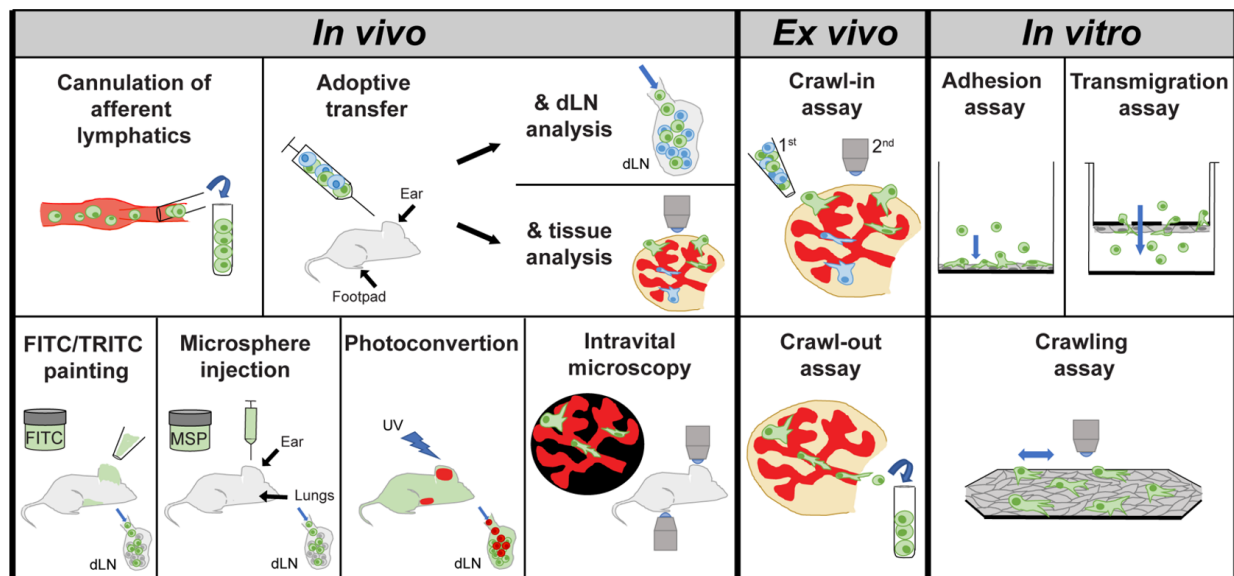 In vivo
Ex vivo
In vitro
Cannulation of
afferent
lymphatics
Adoptive
transfer
Ear
Footpad
& dLN
analysis
dLN
& tissue
analysis
Crawl-in
assay
1st
2nd
Adhesion
assay
Transmigration
assay
FITC/TRITC
painting
FITC
dLN
Microsphere
injection
MSP
Ear
Lungs
dLN
Photoconvertion
UV
dLN
Intravital
microscopy
Crawl-out
assay
Crawling
assay